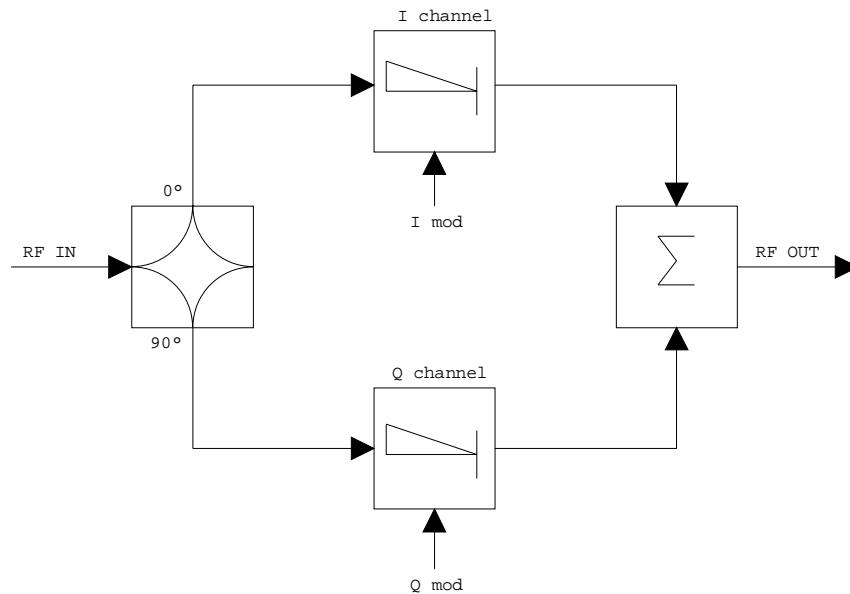 I channel
0°
I mod
RF IN
Σ
RF OUT
90°
Q channel
Q mod